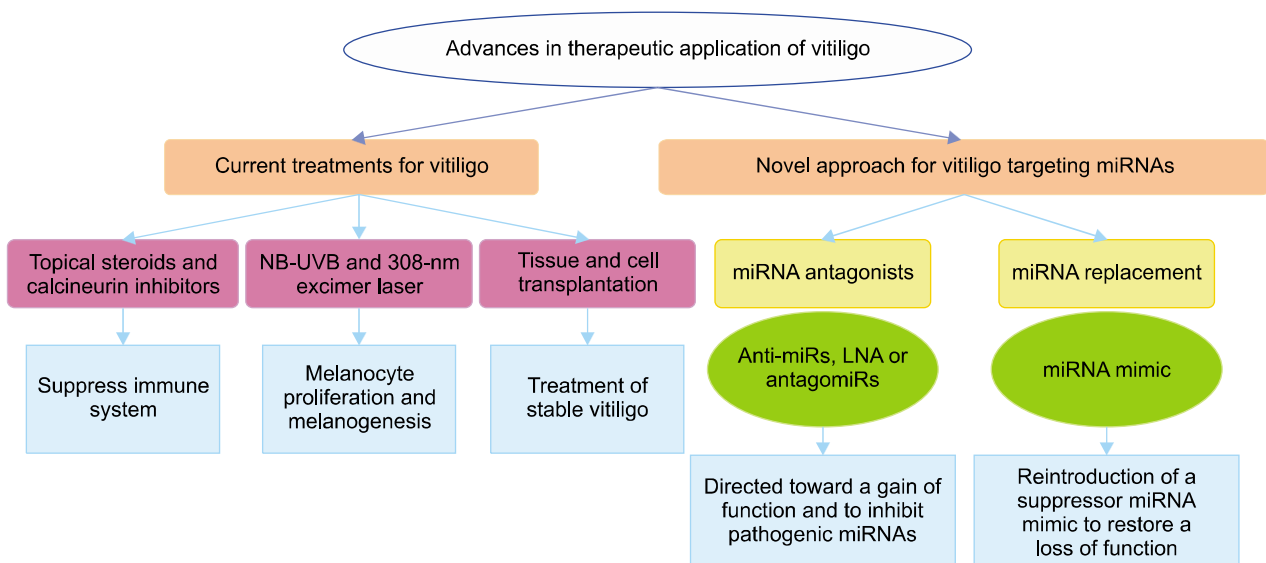 Advances in therapeutic application of vitiligo
Current treatments for vitiligo
Novel approach for vitiligo targeting miRNAs
Topical steroids and
calcineurin inhibitors
NB-UVB and 308-nm
excimer laser
Tissue and cell
transplantation
miRNA antagonists
miRNA replacement
Anti-miRs, LNA or
antagomiRs
miRNA mimic
Suppress immune
system
Melanocyte
proliferation and
melanogenesis
Treatment of
stable vitiligo
Directed toward a gain of
function and to inhibit
pathogenic miRNAs
Reintroduction of a
suppressor miRNA
mimic to restore a
loss of function